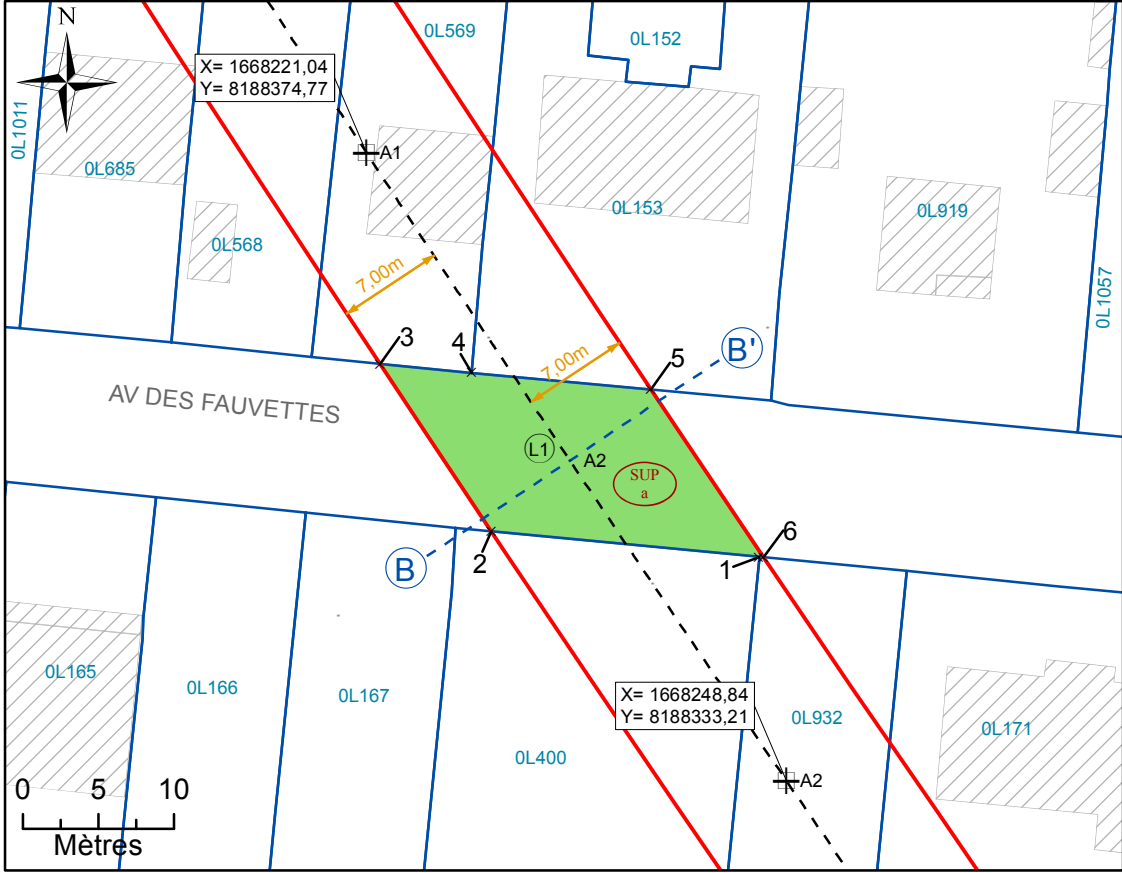 N
0L569
0L152
X= 1668221,04
Y= 8188374,77
0L1011
A1
0L685
0L153
0L919
0L568
7,00m
0L1057
3
4
7,00m
5
B'
AV DES FAUVETTES
L1
A2
SUP
a
6
B
2
1
0L165
0L166
0L167
X= 1668248,84
Y= 8188333,21
0L932
0L171
0L400
A2
0 5 10
Mètres